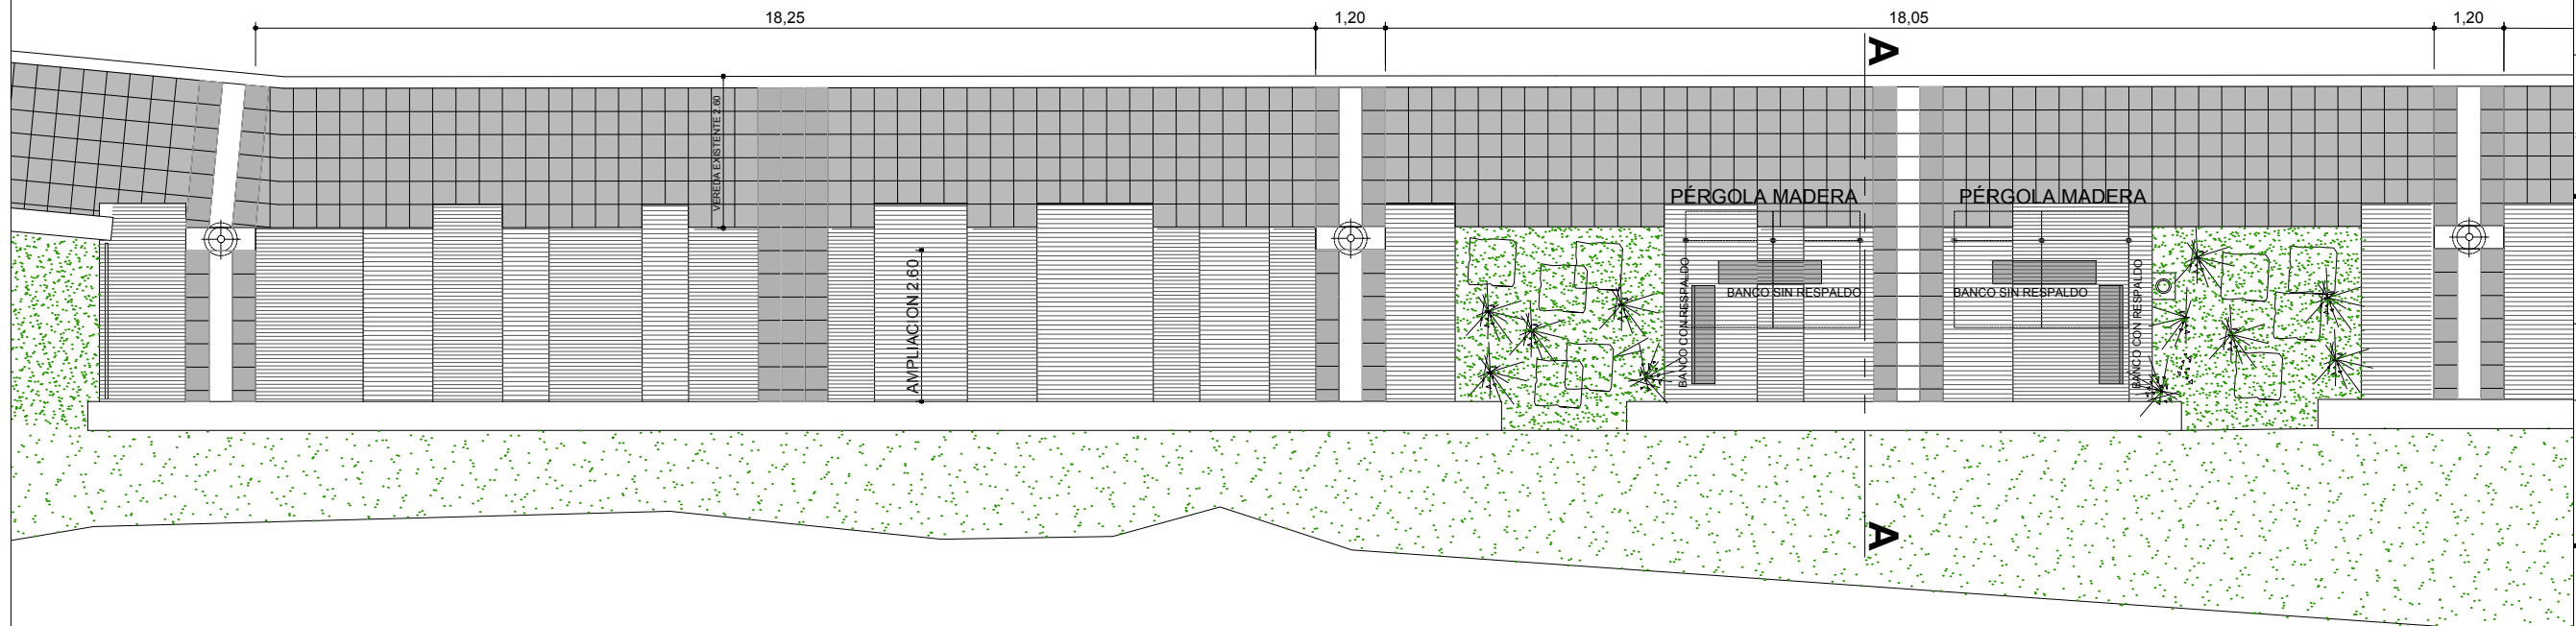 18,25
1,20
18,05
1,20
A
VEREDA EXISTENTE 2.60
PÉRGOLA MADERA
PÉRGOLA MADERA
AMPLIACION 2.60
BANCO CON RESPALDO
BANCO SIN RESPALDO
BANCO SIN RESPALDO
BANCO CON RESPALDO
A